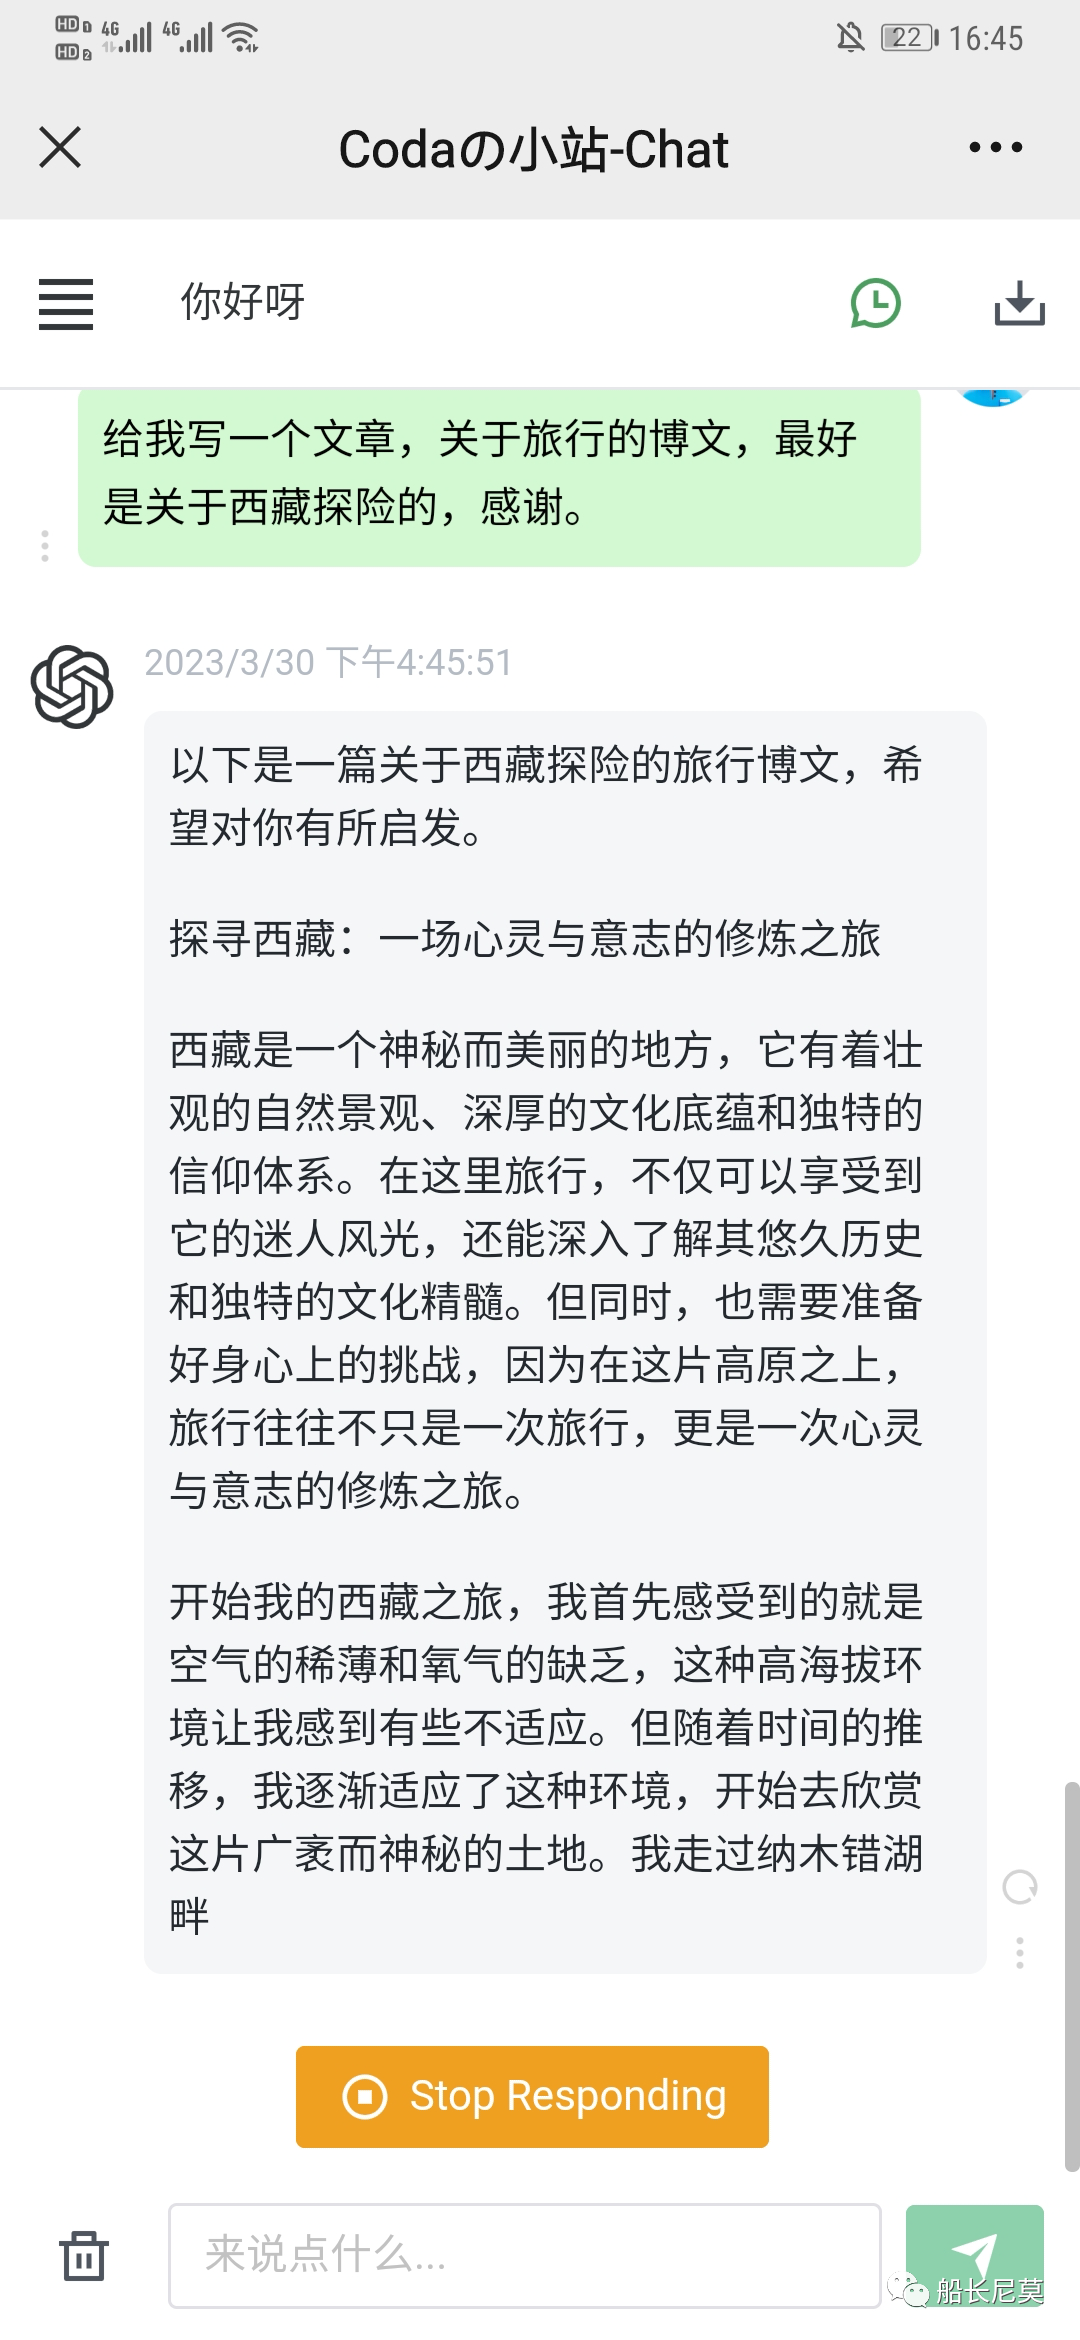 HD 1 4G 4G 22 16:45
HD 2
Codaの小站-Chat
你好呀
给我写一个文章，关于旅行的博文，最好
是关于西藏探险的，感谢。
2023/3/30 下午4:45:51
以下是一篇关于西藏探险的旅行博文，希
望对你有所启发。
探寻西藏：一场心灵与意志的修炼之旅
西藏是一个神秘而美丽的地方，它有着壮
观的自然景观、深厚的文化底蕴和独特的
信仰体系。在这里旅行，不仅可以享受到
它的迷人风光，还能深入了解其悠久历史
和独特的文化精髓。但同时，也需要准备
好身心上的挑战，因为在这片高原之上，
旅行往往不只是一次旅行，更是一次心灵
与意志的修炼之旅。
开始我的西藏之旅，我首先感受到的就是
空气的稀薄和氧气的缺乏，这种高海拔环
境让我感到有些不适应。但随着时间的推
移，我逐渐适应了这种环境，开始去欣赏
这片广袤而神秘的土地。我走过纳木错湖
畔
Stop Responding
来说点什么...
船长尼莫